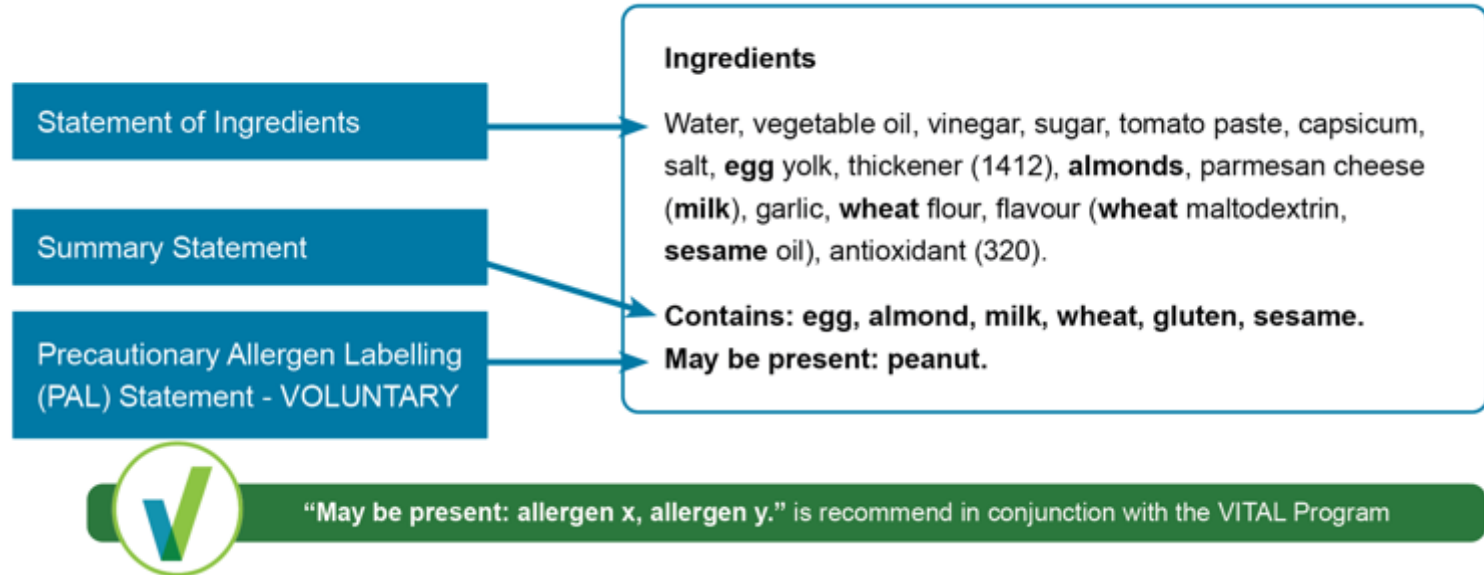 Statement of Ingredients
Summary Statement
Precautionary Allergen Labelling
(PAL) Statement - VOLUNTARY
Ingredients
Water, vegetable oil, vinegar, sugar, tomato paste, capsicum,
salt, egg yolk, thickener (1412), almonds, parmesan cheese
(milk), garlic, wheat flour, flavour (wheat maltodextrin,
sesame oil), antioxidant (320).
Contains: egg, almond, milk, wheat, gluten, sesame.
May be present: peanut.
“May be present: allergen x, allergen y.” is recommend in conjunction with the VITAL Program